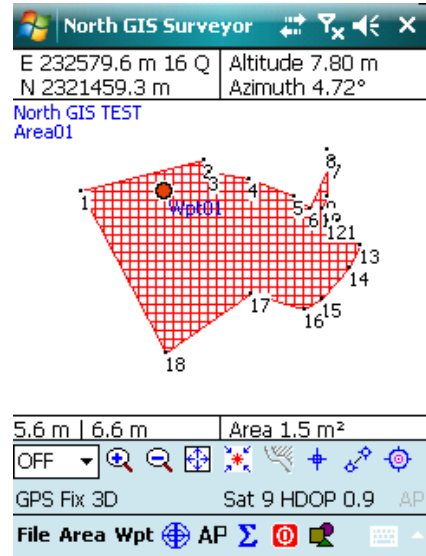 North GIS Surveyor
E 232579.6 m 16 Q Altitude 7.80 m
N 2321459.3 m Azimuth 4.72°
North GIS TEST
Area01
2 8 7
3 4
1 Wpt01 5 6
121
13
14
17 16 15
18
5.6 m | 6.6 m Area 1.5 m²
OFF
GPS Fix 3D Sat 9 HDOP 0.9 AP
File Area Wpt AP Σ